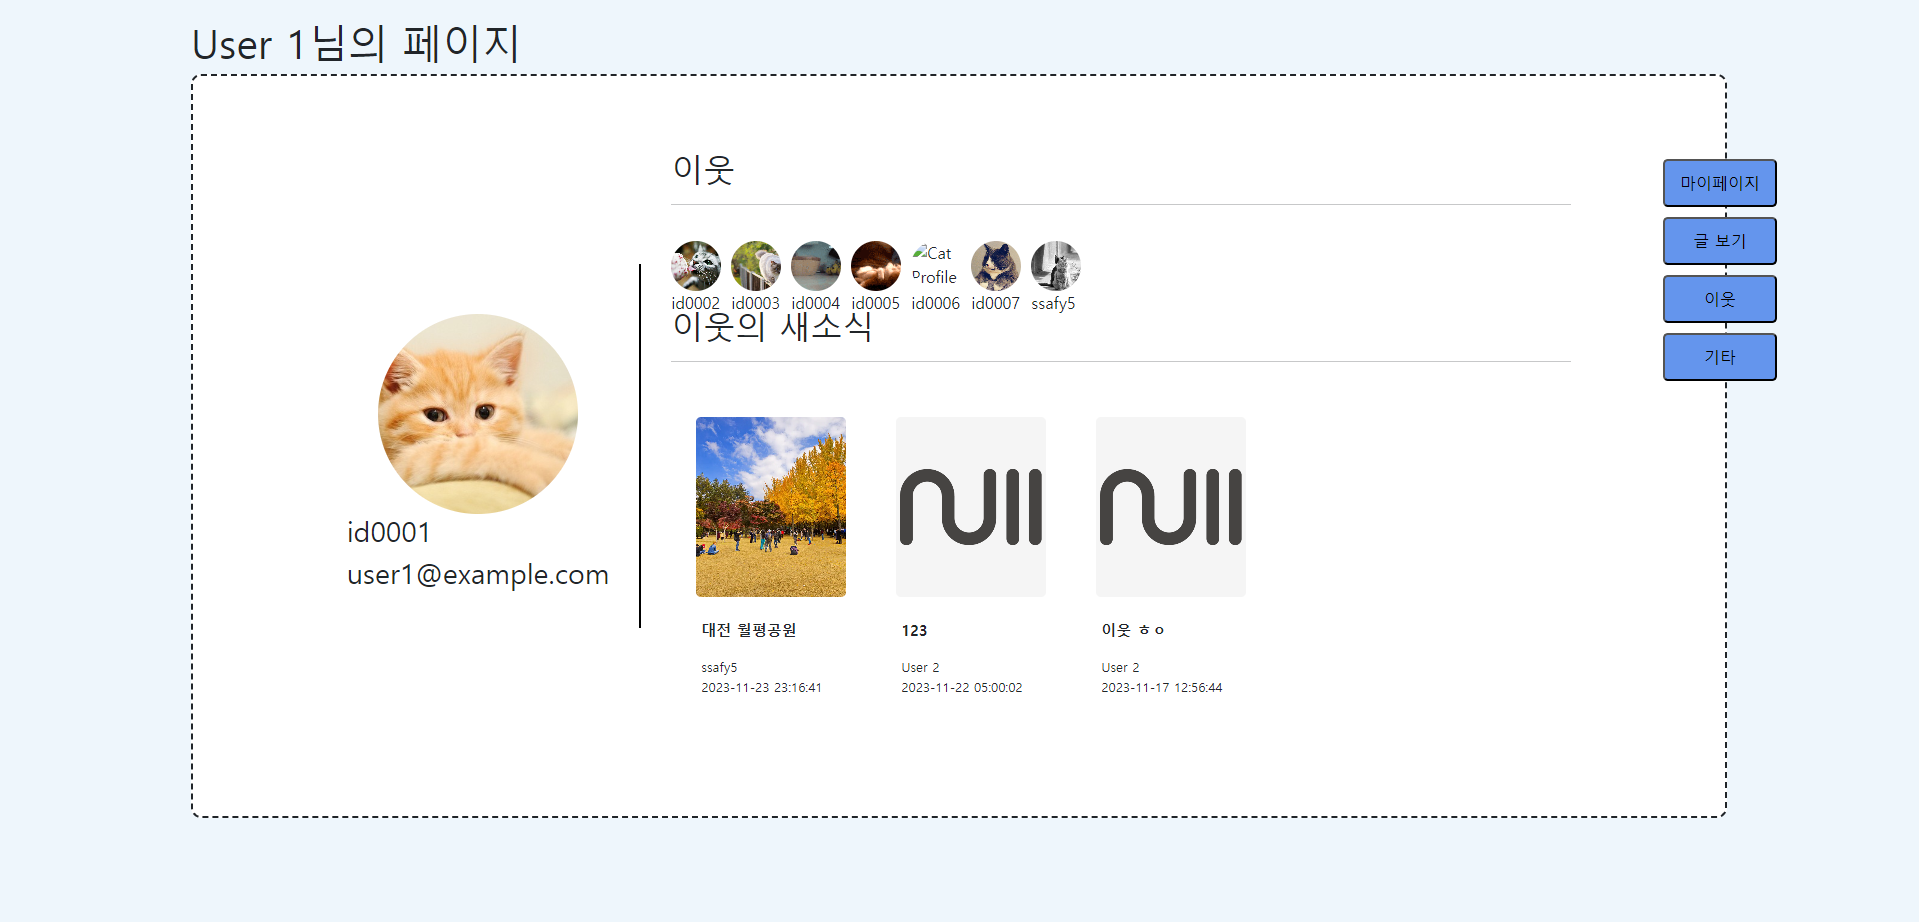 User 1님의 페이지
이웃
마이페이지
글 보기
이웃
기타
Cat
Profile
id0002 id0003 id0004 id0005 id0006 id0007 ssafy5
이웃의 새소식
id0001
user1@example.com
대전 월평공원
ssafy5
2023-11-23 23:16:41
123
User 2
2023-11-22 05:00:02
이웃 ㅎㅇ
User 2
2023-11-17 12:56:44